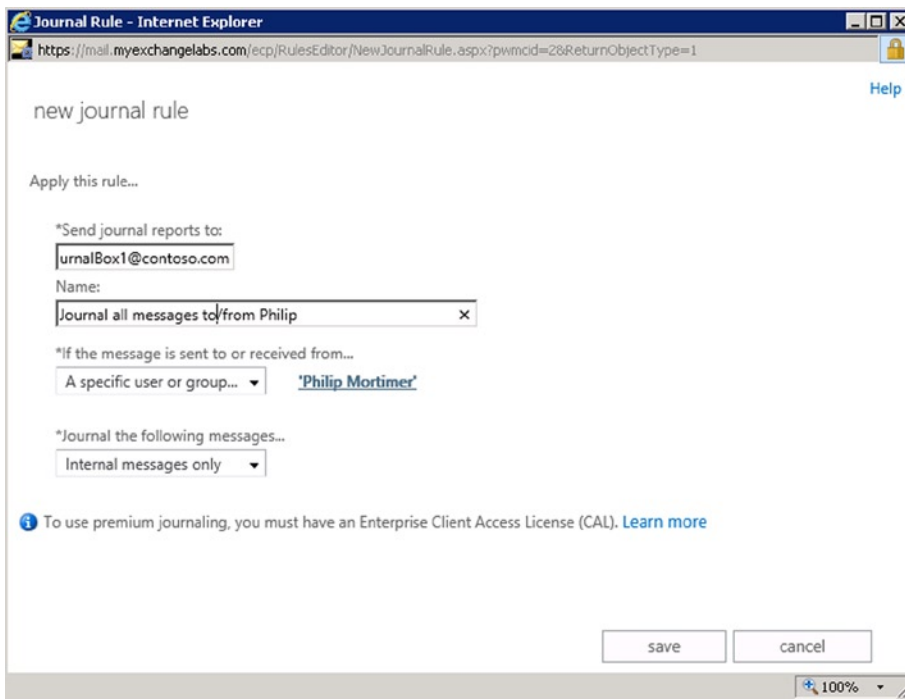 Journal Rule - Internet Explorer
https://mail.myexchangelabs.com/ecp/RulesEditor/NewJournalRule.aspx?pwmcid=2&ReturnObjectType=1
Help
new journal rule
Apply this rule...
*Send journal reports to:
urnalBox1@contoso.com
Name:
Journal all messages to/from Philip
*If the message is sent to or received from...
A specific user or group... 'Philip Mortimer'
*Journal the following messages...
Internal messages only
To use premium journaling, you must have an Enterprise Client Access License (CAL). Learn more
save cancel
100%